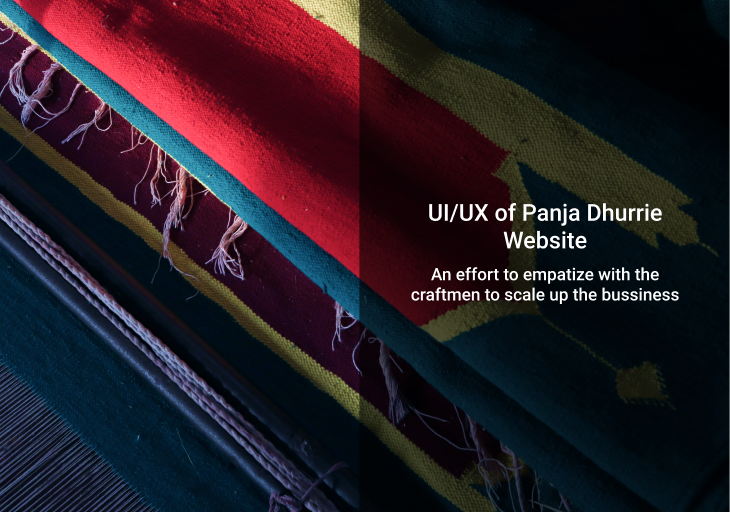 UI/UX of Panja Dhurrie
Website
An effort to empatize with the
craftmen to scale up the bussiness